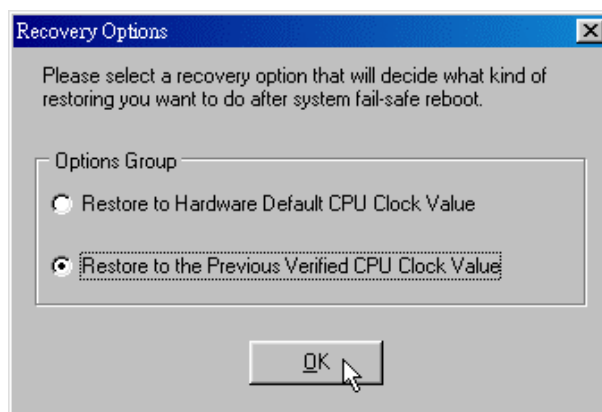 Recovery Options
Please select a recovery option that will decide what kind of
restoring you want to do after system fail-safe reboot.
Options Group
Restore to Hardware Default CPU Clock Value
Restore to the Previous Verified CPU Clock Value
OK